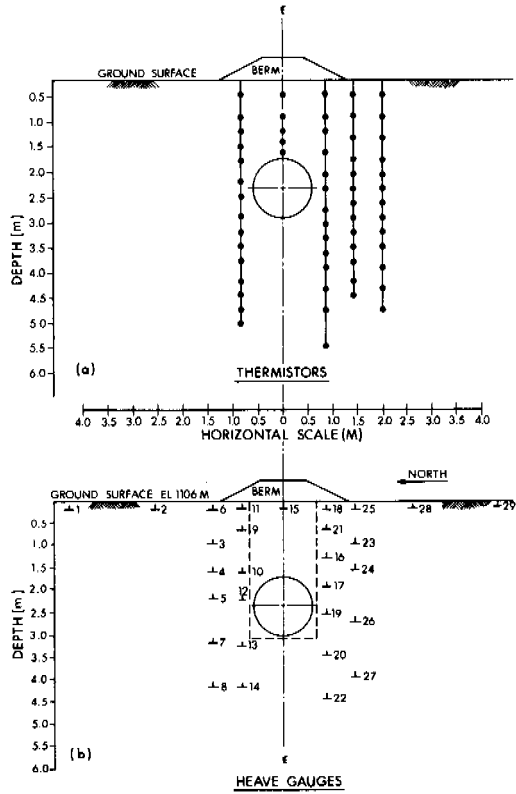 GROUND SURFACE BERM
0.5
1.0
1.5
2.0
2.5
3.0
3.5
4.0
4.5
5.0
5.5
6.0
DEPTH [m]
(a)
THERMISTORS
4.0 3.5 3.0 2.5 2.0 1.5 1.0 0.5 0 0.5 1.0 1.5 2.0 2.5 3.0 3.5 4.0
HORIZONTAL SCALE (M)
NORTH
GROUND SURFACE EL 1106 M BERM
1 2 6 11 15 18 25 28 29
0.5 9 21
1.0 3 16 23
1.5 4 10 24
2.0 5 12 17
2.5 19 26
3.0 7 13
3.5 20
4.0 8 14 27
4.5 22
5.0
5.5
6.0
DEPTH [m]
(b)
HEAVE GAUGES